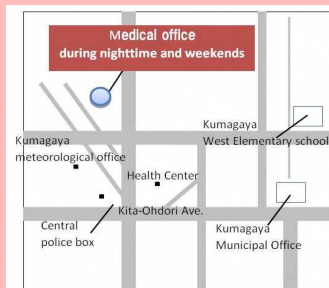 Medical office
during nighttime and weekends
Kumagaya
West Elementary school
Kumagaya
meteorological office
Health Center
Kita-Ohdori Ave.
Central
police box
Kumagaya
Municipal Office